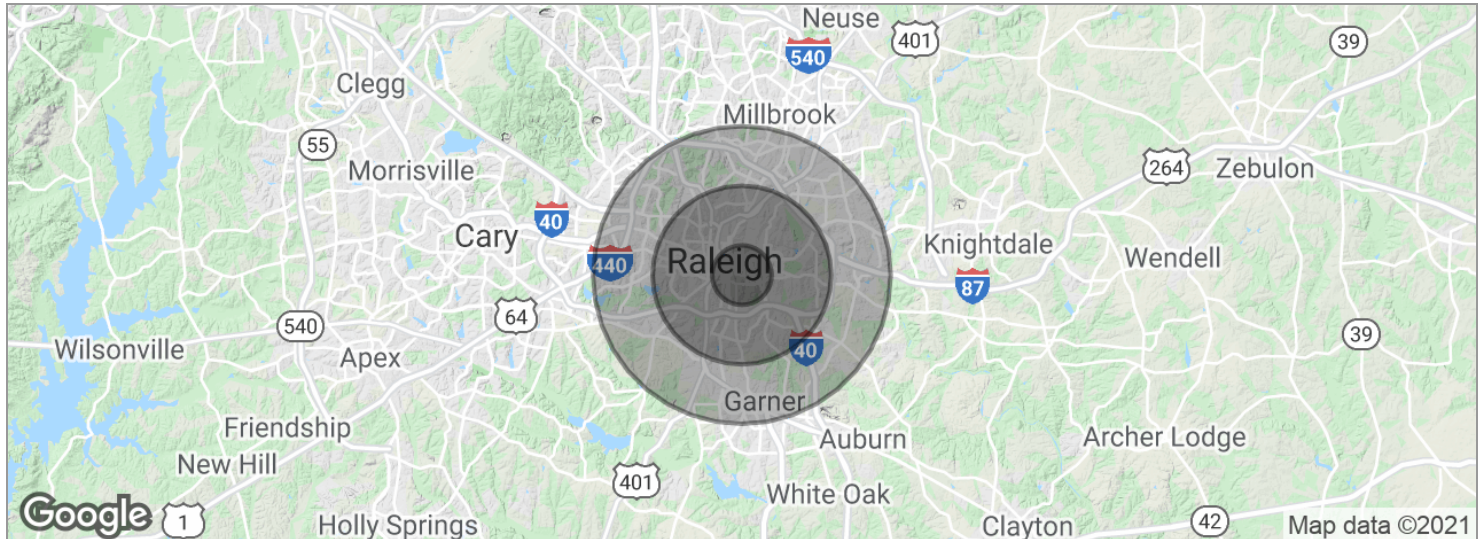 Neuse
401
39
540
Clegg
Millbrook
55
264
Morrisville
Zebulon
40
Cary
Knightdale
Raleigh
440
Wendell
87
64
540
39
Wilsonville
Apex
40
Garner
Friendship
Auburn
Archer Lodge
New Hill
401
White Oak
Google
1
Holly Springs
Clayton
42
Map data ©2021